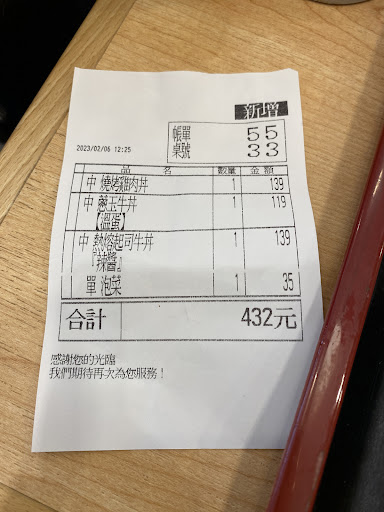 新增
帳單 55
2023/02/06 12:25
桌號 33
品 名 數量 金額
中 燒烤雞肉丼 1 139
中 蔥玉牛丼 1 119
【溫蛋】
中 熱熔起司牛丼 1 139
『辣醬』
單 泡菜 1 35
合計 432元
感謝您的光臨
我們期待再次為您服務！